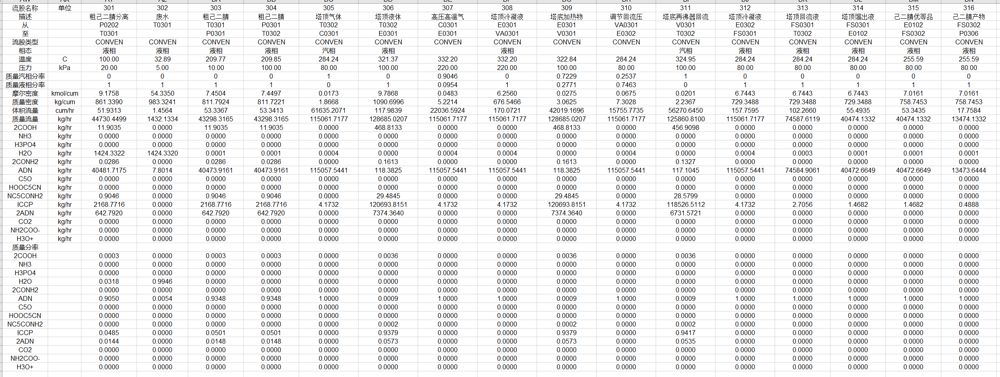 流股名称 单位 301 302 303 304 305 306 307 308 309 310 311 312 313 314 315 316
描述 粗己二腈分离 废水 粗己二腈 粗己二腈 塔顶气体 塔顶液体 高压高温气 塔顶冷凝液 塔底加热物 调节回流压 塔底再沸器回流 塔顶冷凝液 塔顶回流液 塔顶馏出液 己二腈优等品 己二腈产物
从 P0202 T0301 T0301 P0301 T0302 T0302 C0301 E0301 E0301 VA0301 V0301 E0302 FS0301 FS0301 E0102 FS0302
至 T0301 P0301 T0302 C0301 E0301 E0301 VA0301 V0301 E0302 T0302 FS0301 T0302 E0102 FS0302 P0306
流股类型 CONVEN CONVEN CONVEN CONVEN CONVEN CONVEN CONVEN CONVEN CONVEN CONVEN CONVEN CONVEN CONVEN CONVEN CONVEN CONVEN
相态 液相 液相 液相 液相 汽相 液相 液相 汽相 液相 液相 液相 液相 液相
温度 C 100.00 32.89 209.77 209.85 284.24 321.37 332.20 332.20 322.84 284.24 324.95 284.24 284.24 284.24 255.59 255.59
压力 kPa 20.00 5.00 10.00 100.00 80.00 100.00 220.00 220.00 100.00 80.00 100.00 80.00 80.00 80.00 80.00 80.00
质量汽相分率 0 0 0 0 1 0 0.9046 0 0.7229 0.2537 1 0 0 0 0 0
质量液相分率 1 1 1 1 0 1 0.0954 1 0.2771 0.7463 0 1 1 1 1 1
摩尔密度 kmol/cum 9.1758 54.3350 7.4504 7.4497 0.0173 9.7868 0.0483 6.2560 0.0275 0.0675 0.0201 6.7443 6.7443 6.7443 7.0161 7.0161
质量密度 kg/cum 861.3390 983.3241 811.7924 811.7221 1.8668 1090.6996 5.2214 676.5466 3.0625 7.3028 2.2367 729.3488 729.3488 729.3488 758.7453 758.7453
体积流量 cum/hr 51.9313 1.4564 53.3367 53.3413 61635.2071 117.9839 22036.5924 170.0721 42019.1696 15755.7735 56270.6450 157.7595 102.2660 55.4935 53.3435 17.7584
质量流量 kg/hr 44730.4499 1432.1334 43298.3165 43298.3165 115061.7177 128685.0207 115061.7177 115061.7177 128685.0207 115061.7177 125860.8100 115061.7177 74587.6119 40474.1332 40474.1332 13474.1332
2COOH kg/hr 11.9035 0.0000 11.9035 11.9035 0.0000 468.8133 0.0000 0.0000 468.8133 0.0000 456.9098 0.0000 0.0000 0.0000 0.0000 0.0000
NH3 kg/hr 0.0000 0.0000 0.0000 0.0000 0.0000 0.0000 0.0000 0.0000 0.0000 0.0000 0.0000 0.0000 0.0000 0.0000 0.0000 0.0000
H3PO4 kg/hr 0.0000 0.0000 0.0000 0.0000 0.0000 0.0000 0.0000 0.0000 0.0000 0.0000 0.0000 0.0000 0.0000 0.0000 0.0000 0.0000
H2O kg/hr 1424.3322 1424.3320 0.0001 0.0001 0.0004 0.0000 0.0004 0.0004 0.0000 0.0004 0.0000 0.0004 0.0003 0.0001 0.0001 0.0001
2CONH2 kg/hr 0.0286 0.0000 0.0286 0.0286 0.0000 0.1613 0.0000 0.0000 0.1613 0.0000 0.1327 0.0000 0.0000 0.0000 0.0000 0.0000
ADN kg/hr 40481.7175 7.8014 40473.9161 40473.9161 115057.5441 118.3825 115057.5441 115057.5441 118.3825 115057.5441 117.1045 115057.5441 74584.9061 40472.6649 40472.6649 13473.6444
C5O kg/hr 0.0000 0.0000 0.0000 0.0000 0.0000 0.0000 0.0000 0.0000 0.0000 0.0000 0.0000 0.0000 0.0000 0.0000 0.0000 0.0000
HOOC5CN kg/hr 0.0000 0.0000 0.0000 0.0000 0.0000 0.0000 0.0000 0.0000 0.0000 0.0000 0.0000 0.0000 0.0000 0.0000 0.0000 0.0000
NC5CONH2 kg/hr 0.9046 0.0000 0.9046 0.9046 0.0000 29.4845 0.0000 0.0000 29.4845 0.0000 28.5799 0.0000 0.0000 0.0000 0.0000 0.0000
ICCP kg/hr 2168.7716 0.0000 2168.7716 2168.7716 4.1732 120693.8151 4.1732 4.1732 120693.8151 4.1732 118526.5112 4.1732 2.7056 1.4682 1.4682 0.4888
2ADN kg/hr 642.7920 0.0000 642.7920 642.7920 0.0000 7374.3640 0.0000 0.0000 7374.3640 0.0000 6731.5721 0.0000 0.0000 0.0000 0.0000 0.0000
CO2 kg/hr 0.0000 0.0000 0.0000 0.0000 0.0000 0.0000 0.0000 0.0000 0.0000 0.0000 0.0000 0.0000 0.0000 0.0000 0.0000 0.0000
NH2COO- kg/hr 0.0000 0.0000 0.0000 0.0000 0.0000 0.0000 0.0000 0.0000 0.0000 0.0000 0.0000 0.0000 0.0000 0.0000 0.0000 0.0000
H3O+ kg/hr 0.0000 0.0000 0.0000 0.0000 0.0000 0.0000 0.0000 0.0000 0.0000 0.0000 0.0000 0.0000 0.0000 0.0000 0.0000 0.0000
质量分率
2COOH 0.0003 0.0000 0.0003 0.0003 0.0000 0.0036 0.0000 0.0000 0.0036 0.0000 0.0036 0.0000 0.0000 0.0000 0.0000 0.0000
NH3 0.0000 0.0000 0.0000 0.0000 0.0000 0.0000 0.0000 0.0000 0.0000 0.0000 0.0000 0.0000 0.0000 0.0000 0.0000 0.0000
H3PO4 0.0000 0.0000 0.0000 0.0000 0.0000 0.0000 0.0000 0.0000 0.0000 0.0000 0.0000 0.0000 0.0000 0.0000 0.0000 0.0000
H2O 0.0318 0.9946 0.0000 0.0000 0.0000 0.0000 0.0000 0.0000 0.0000 0.0000 0.0000 0.0000 0.0000 0.0000 0.0000 0.0000
2CONH2 0.0000 0.0000 0.0000 0.0000 0.0000 0.0000 0.0000 0.0000 0.0000 0.0000 0.0000 0.0000 0.0000 0.0000 0.0000 0.0000
ADN 0.9050 0.0054 0.9348 0.9348 1.0000 0.0009 1.0000 1.0000 0.0009 1.0000 0.0009 1.0000 1.0000 1.0000 1.0000 1.0000
C5O 0.0000 0.0000 0.0000 0.0000 0.0000 0.0000 0.0000 0.0000 0.0000 0.0000 0.0000 0.0000 0.0000 0.0000 0.0000 0.0000
HOOC5CN 0.0000 0.0000 0.0000 0.0000 0.0000 0.0000 0.0000 0.0000 0.0000 0.0000 0.0000 0.0000 0.0000 0.0000 0.0000 0.0000
NC5CONH2 0.0000 0.0000 0.0000 0.0000 0.0000 0.0002 0.0000 0.0000 0.0002 0.0000 0.0002 0.0000 0.0000 0.0000 0.0000 0.0000
ICCP 0.0485 0.0000 0.0501 0.0501 0.0000 0.9379 0.0000 0.0000 0.9379 0.0000 0.9417 0.0000 0.0000 0.0000 0.0000 0.0000
2ADN 0.0144 0.0000 0.0148 0.0148 0.0000 0.0573 0.0000 0.0000 0.0573 0.0000 0.0535 0.0000 0.0000 0.0000 0.0000 0.0000
CO2 0.0000 0.0000 0.0000 0.0000 0.0000 0.0000 0.0000 0.0000 0.0000 0.0000 0.0000 0.0000 0.0000 0.0000 0.0000 0.0000
NH2COO- 0.0000 0.0000 0.0000 0.0000 0.0000 0.0000 0.0000 0.0000 0.0000 0.0000 0.0000 0.0000 0.0000 0.0000 0.0000 0.0000
H3O+ 0.0000 0.0000 0.0000 0.0000 0.0000 0.0000 0.0000 0.0000 0.0000 0.0000 0.0000 0.0000 0.0000 0.0000 0.0000 0.0000